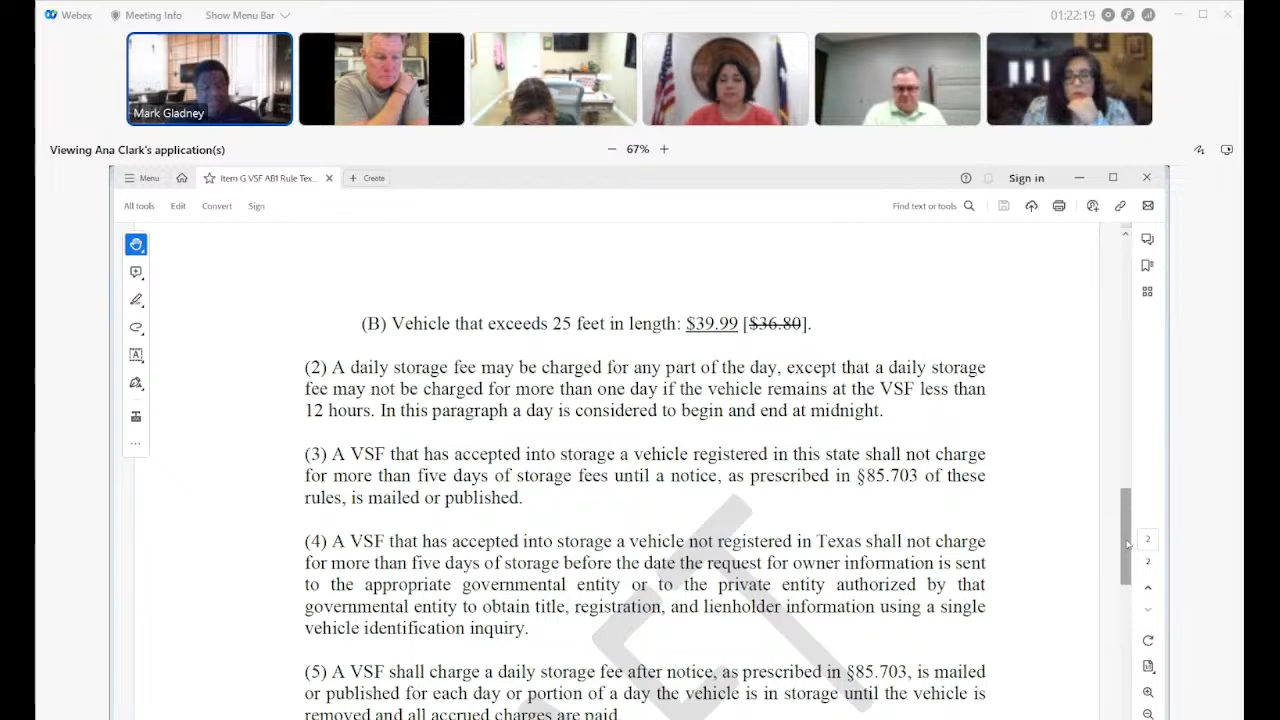 Webex
Meeting Info
Show Menu Bar
01:22:19
Mark Gladney
Viewing Ana Clark's application(s)
67%
Menu
Item G VSF AB1 Rule Tex...
Create
Sign in
All tools
Edit
Convert
Sign
Find text or tools
(B) Vehicle that exceeds 25 feet in length: $39.99 [$36.80].
(2) A daily storage fee may be charged for any part of the day, except that a daily storage
fee may not be charged for more than one day if the vehicle remains at the VSF less than
12 hours. In this paragraph a day is considered to begin and end at midnight.
(3) A VSF that has accepted into storage a vehicle registered in this state shall not charge
for more than five days of storage fees until a notice, as prescribed in §85.703 of these
rules, is mailed or published.
(4) A VSF that has accepted into storage a vehicle not registered in Texas shall not charge
for more than five days of storage before the date the request for owner information is sent
to the appropriate governmental entity or to the private entity authorized by that
governmental entity to obtain title, registration, and lienholder information using a single
vehicle identification inquiry.
(5) A VSF shall charge a daily storage fee after notice, as prescribed in §85.703, is mailed
or published for each day or portion of a day the vehicle is in storage until the vehicle is
removed and all accrued charges are paid.
2
2